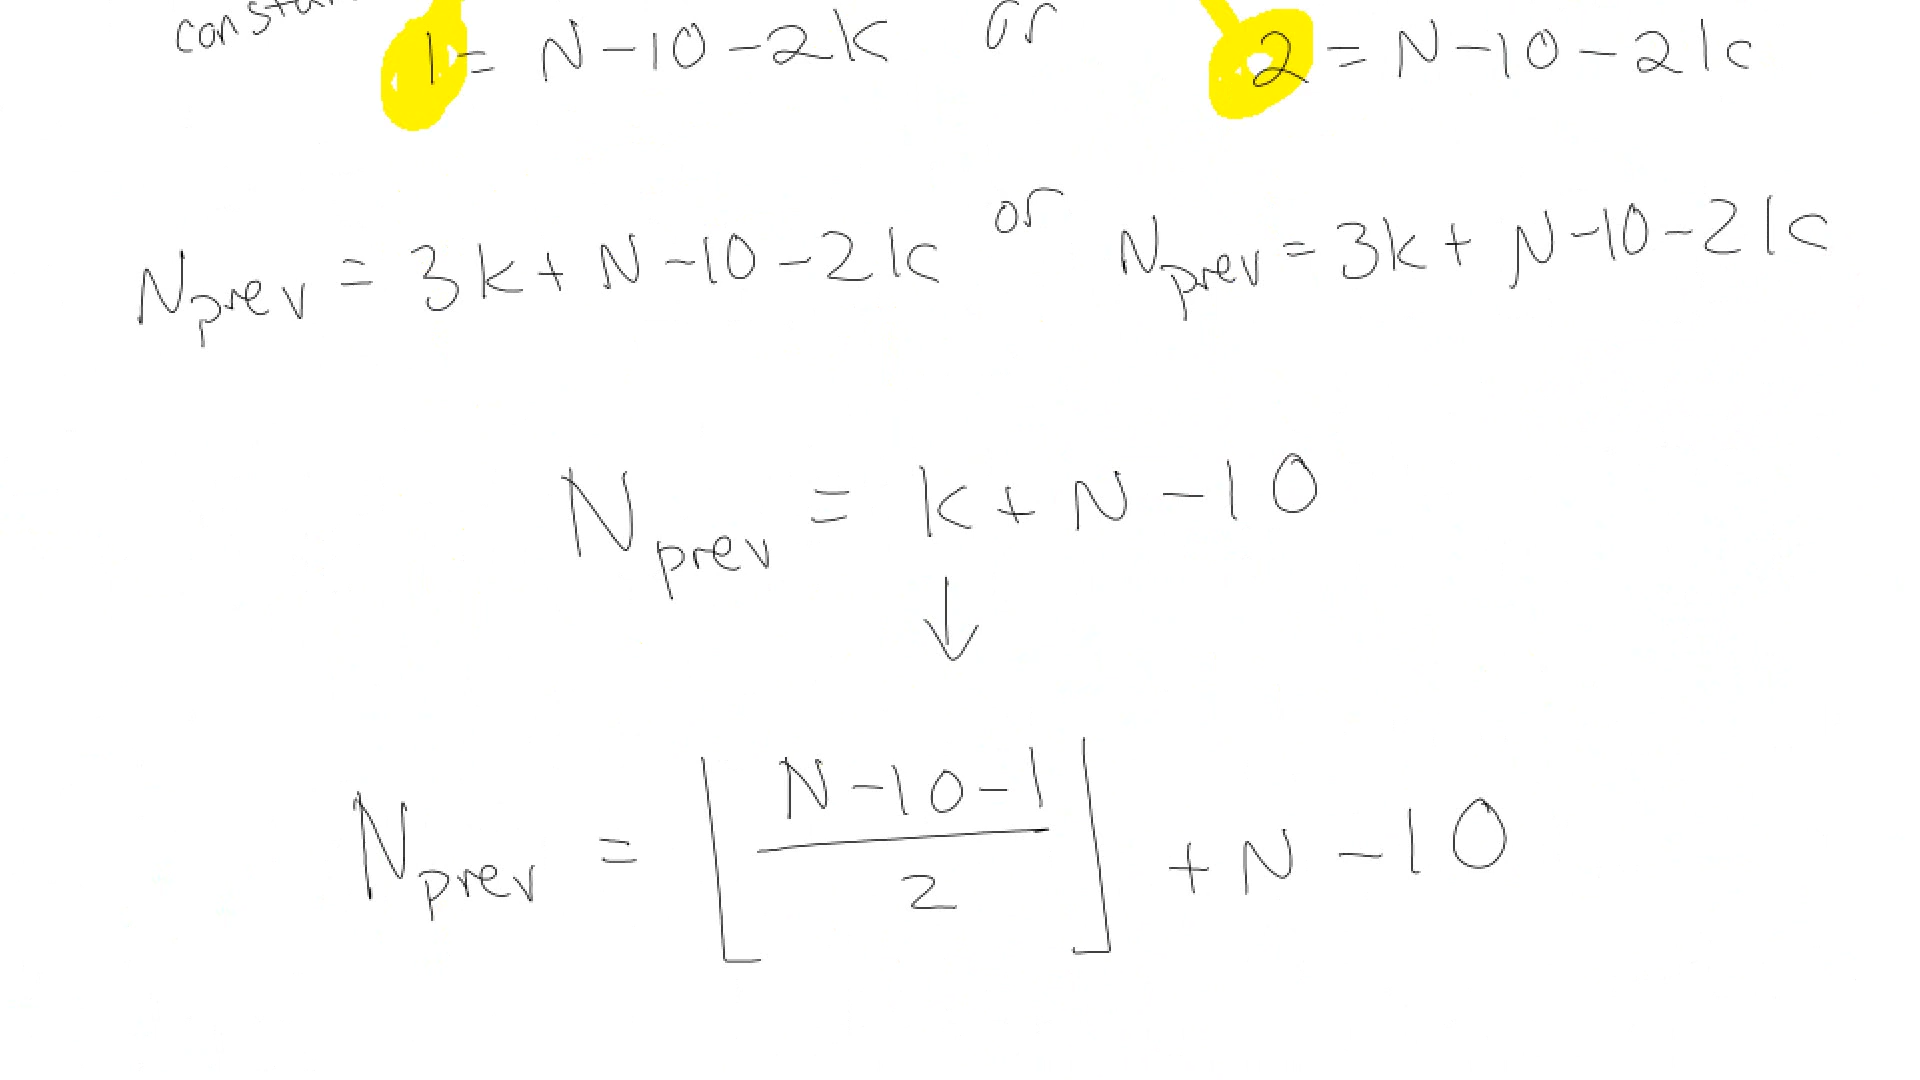 1 = N-10-2k or 2 = N-10-2k
N_prev = 3k + N-10-2k or N_prev = 3k + N-10-2k
N_prev = k + N - 10
↓
N_prev = ⌊(N-10-1)/2⌋ + N - 10